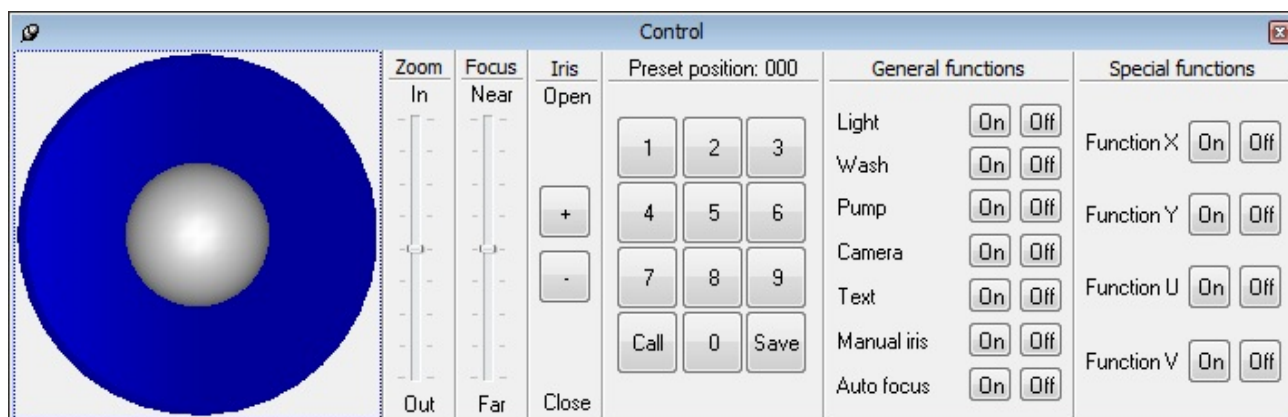 Control
Zoom
In
Out
Focus
Near
Far
Iris
Open
+
-
Close
Preset position: 000
1 2 3
4 5 6
7 8 9
Call 0 Save
General functions
Light On Off
Wash On Off
Pump On Off
Camera On Off
Text On Off
Manual iris On Off
Auto focus On Off
Special functions
Function X On Off
Function Y On Off
Function U On Off
Function V On Off